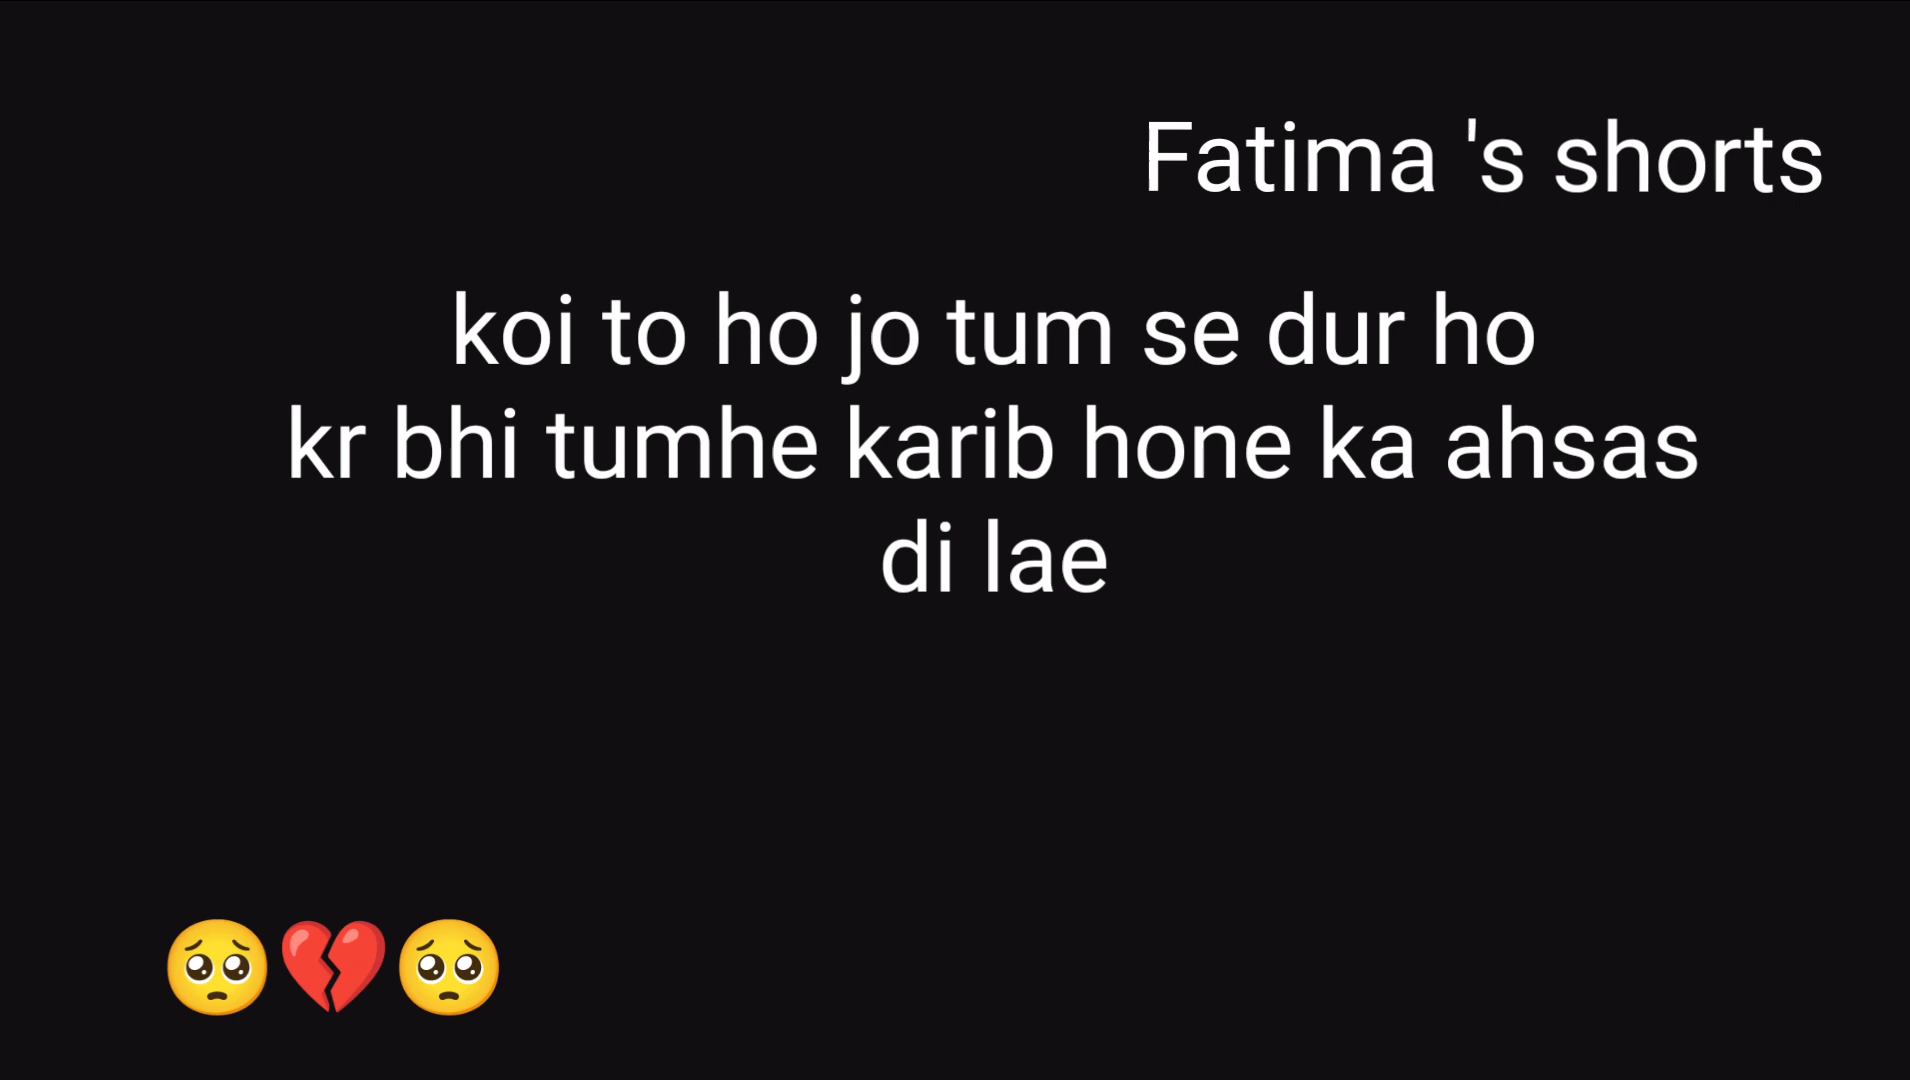 Fatima 's shorts
koi to ho jo tum se dur ho
kr bhi tumhe karib hone ka ahsas
di lae
🥺💔🥺